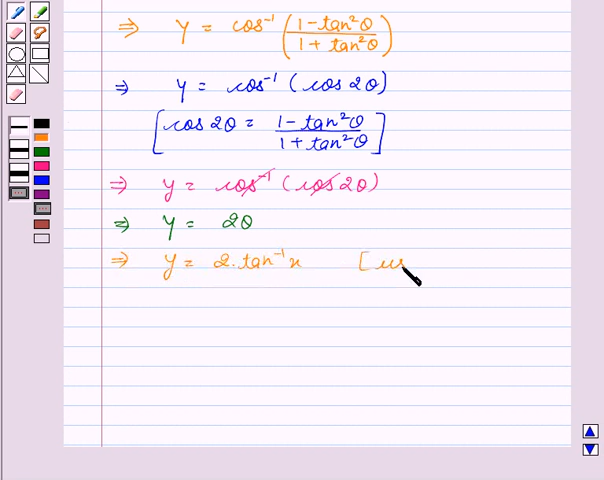 ⇒ y = cos⁻¹ (1 - tan²θ / 1 + tan²θ)
⇒ y = cos⁻¹ (cos 2θ)
[cos 2θ = 1 - tan²θ / 1 + tan²θ]
⇒ y = cos⁻¹ (cos 2θ)
⇒ y = 2θ
⇒ y = 2·tan⁻¹x [ us